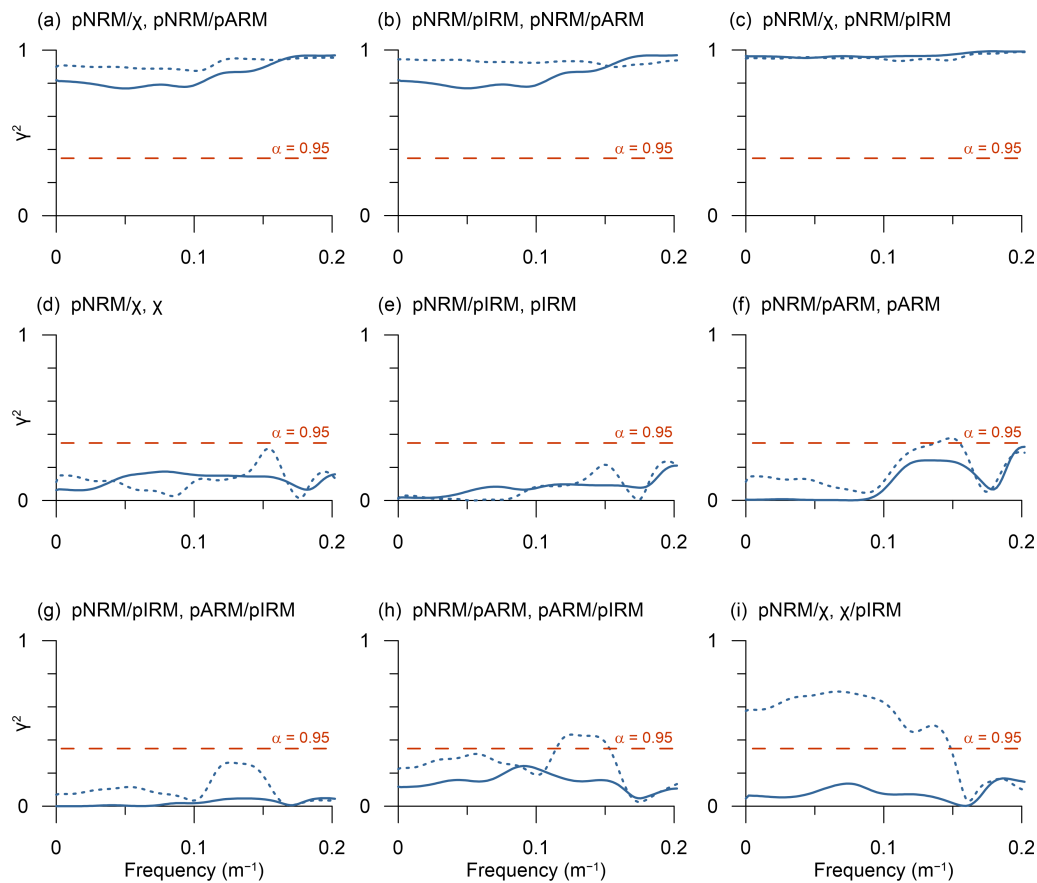 (a) pNRM/χ, pNRM/pARM
(b) pNRM/pIRM, pNRM/pARM
(c) pNRM/χ, pNRM/pIRM
1
1
1
γ²
α = 0.95
α = 0.95
α = 0.95
0
0
0
0
0.1
0.2
0
0.1
0.2
0
0.1
0.2
(d) pNRM/χ, χ
(e) pNRM/pIRM, pIRM
(f) pNRM/pARM, pARM
1
1
1
γ²
α = 0.95
α = 0.95
α = 0.95
0
0
0
0
0.1
0.2
0
0.1
0.2
0
0.1
0.2
(g) pNRM/pIRM, pARM/pIRM
(h) pNRM/pARM, pARM/pIRM
(i) pNRM/χ, χ/pIRM
1
1
1
γ²
α = 0.95
α = 0.95
α = 0.95
0
0
0
0
0.1
0.2
0
0.1
0.2
0
0.1
0.2
Frequency (m⁻¹)
Frequency (m⁻¹)
Frequency (m⁻¹)